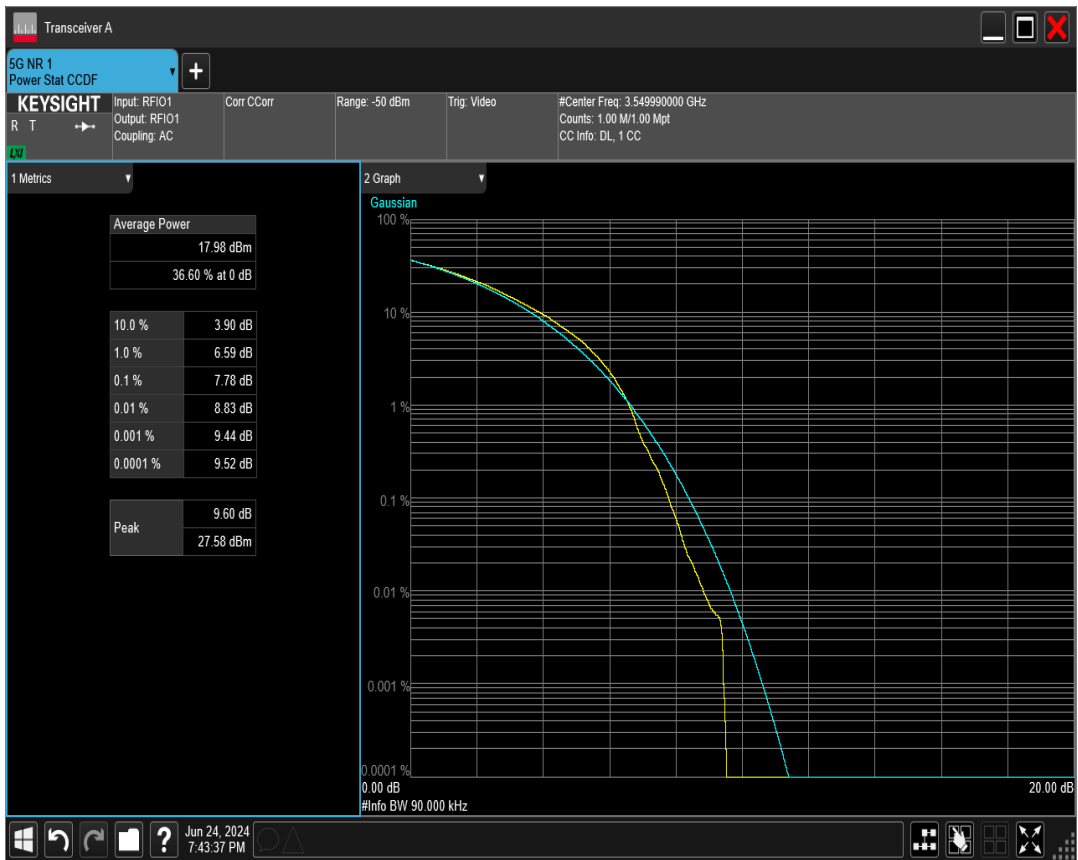 Transceiver A
5G NR 1
Power Stat CCDF
KEYSIGHT
R T
LXI
Input: RFIO1
Output: RFIO1
Coupling: AC
Corr CCorr
Range: -50 dBm
Trig: Video
#Center Freq: 3.549990000 GHz
Counts: 1.00 M/1.00 Mpt
CC Info: DL, 1 CC
1 Metrics
Average Power
17.98 dBm
36.60 % at 0 dB
10.0 % 3.90 dB
1.0 % 6.59 dB
0.1 % 7.78 dB
0.01 % 8.83 dB
0.001 % 9.44 dB
0.0001 % 9.52 dB
Peak
9.60 dB
27.58 dBm
2 Graph
Gaussian
100 %
10 %
1 %
0.1 %
0.01 %
0.001 %
0.0001 %
0.00 dB 20.00 dB
#Info BW 90.000 kHz
?
Jun 24, 2024
7:43:37 PM